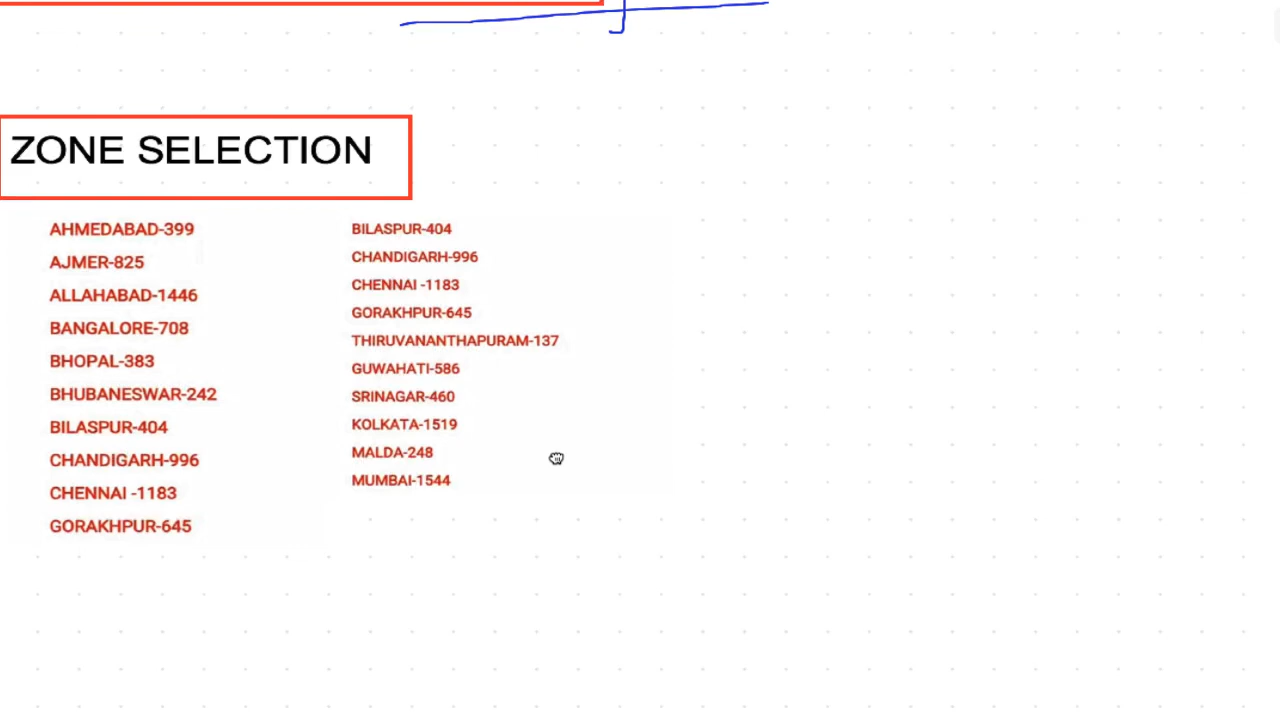 ZONE SELECTION
AHMEDABAD-399
AJMER-825
ALLAHABAD-1446
BANGALORE-708
BHOPAL-383
BHUBANESWAR-242
BILASPUR-404
CHANDIGARH-996
CHENNAI -1183
GORAKHPUR-645
BILASPUR-404
CHANDIGARH-996
CHENNAI -1183
GORAKHPUR-645
THIRUVANANTHAPURAM-137
GUWAHATI-586
SRINAGAR-460
KOLKATA-1519
MALDA-248
MUMBAI-1544